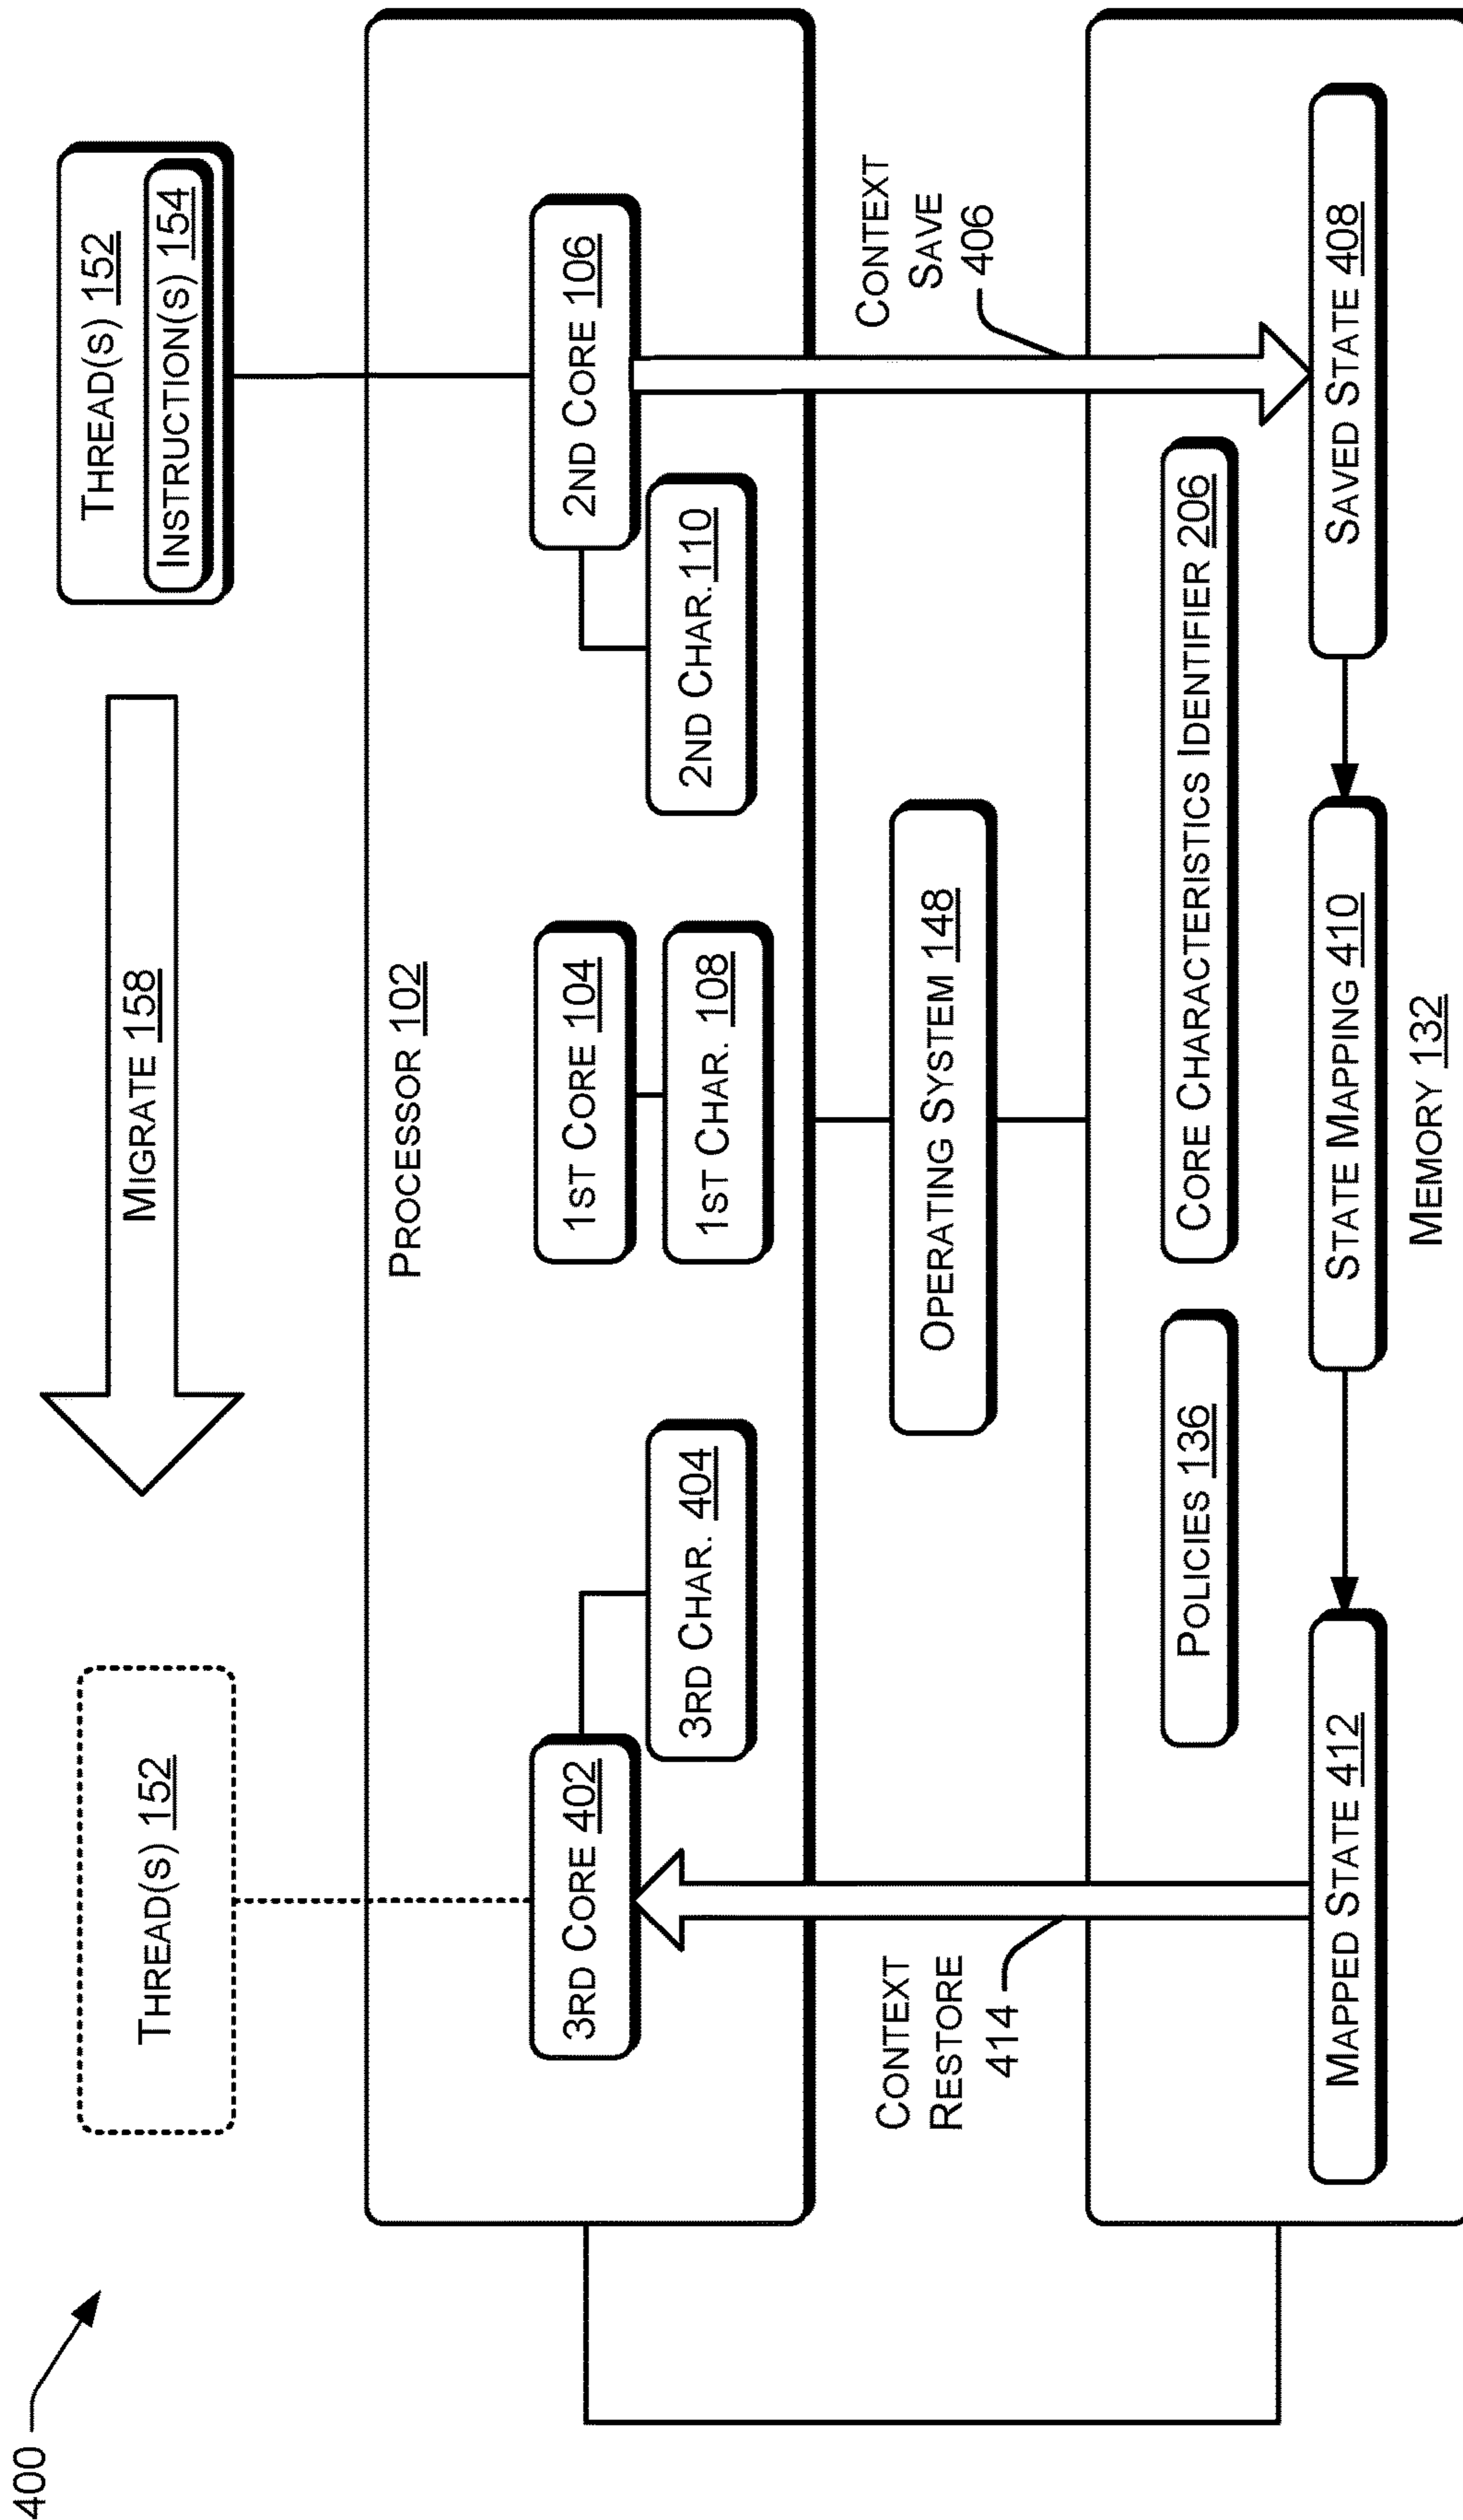 400
THREAD(S) 152
MIGRATE 158
THREAD(S) 152
INSTRUCTION(S) 154
PROCESSOR 102
3RD CORE 402
3RD CHAR. 404
1ST CORE 104
1ST CHAR. 108
2ND CORE 106
2ND CHAR. 110
CONTEXT
RESTORE
414
OPERATING SYSTEM 148
CONTEXT
SAVE
406
POLICIES 136
CORE CHARACTERISTICS IDENTIFIER 206
MAPPED STATE 412
STATE MAPPING 410
SAVED STATE 408
MEMORY 132